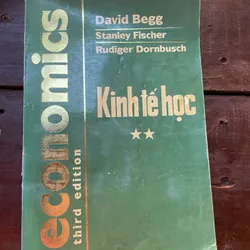 David Begg
Stanley Fischer
Rudiger Dornbusch
Kinh tế học
★★
economics
third edition